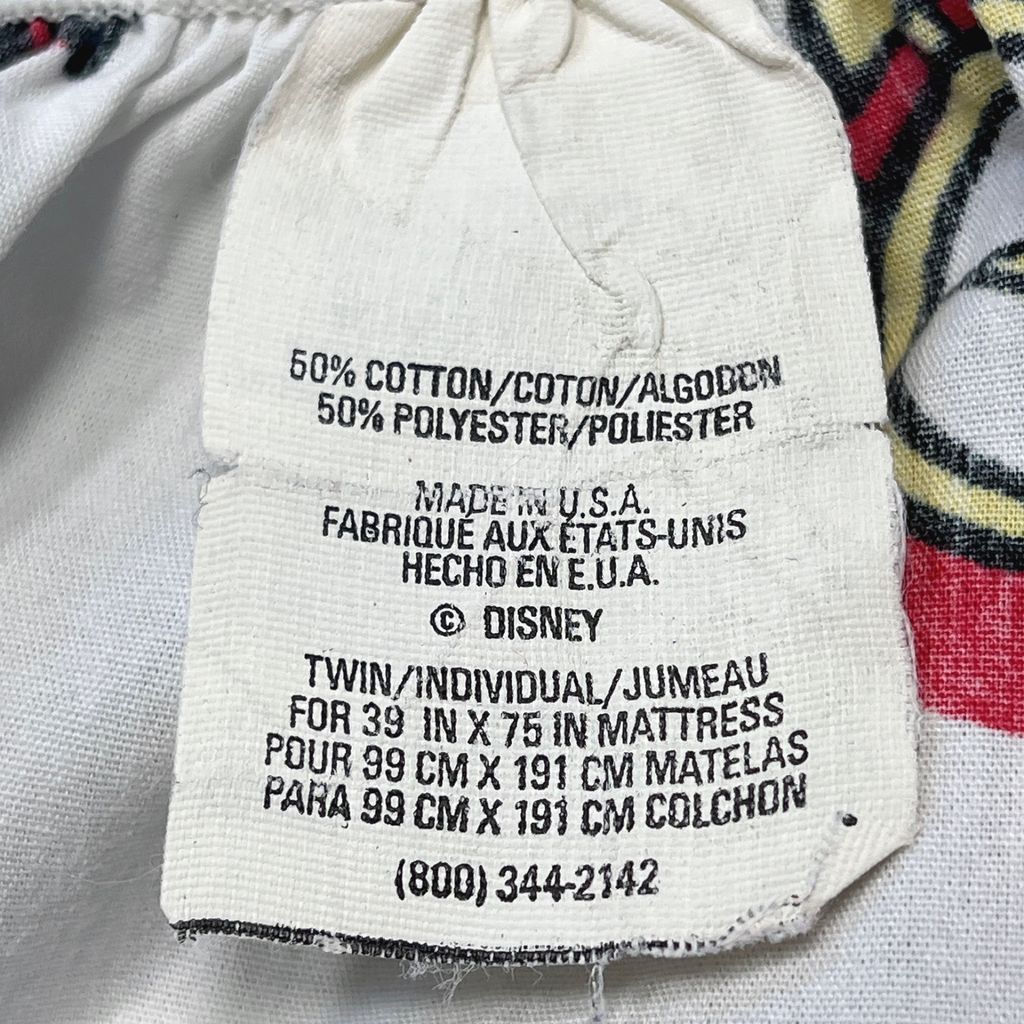 50% COTTON/COTON/ALGODON
50% POLYESTER/POLIESTER
MADE IN U.S.A.
FABRIQUÉ AUX ÉTATS-UNIS
HECHO EN E.U.A.
© DISNEY
TWIN/INDIVIDUAL/JUMEAU
FOR 39 IN X 75 IN MATTRESS
POUR 99 CM X 191 CM MATELAS
PARA 99 CM X 191 CM COLCHON
(800) 344-2142